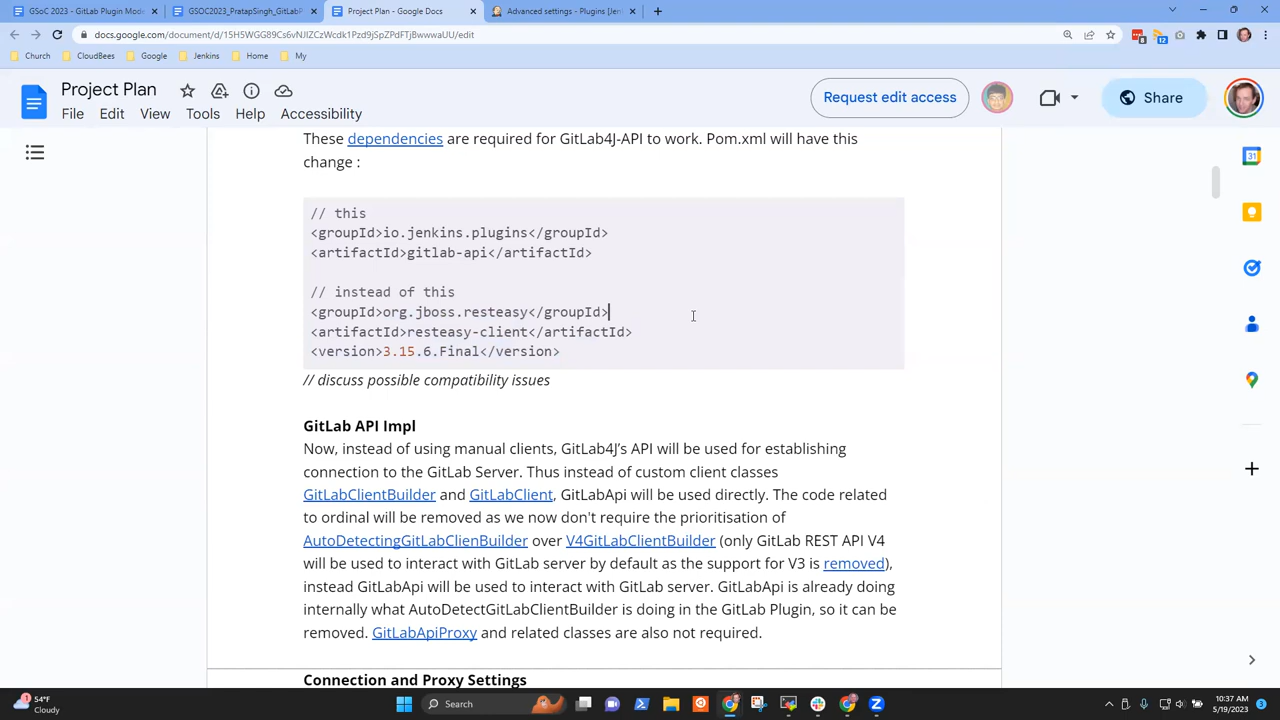 GSoC 2023 - GitLab Plugin Mode
GSOC2023_PratapSingh_GitLabP
Project Plan - Google Docs
Advanced settings - Plugins [Jen
docs.google.com/document/d/15H5WGG89Cs6vNJIZCzWcdk1Pzd9jSpZPdFTjBwwwaUU/edit
Church
CloudBees
Google
Jenkins
Home
My
Project Plan
File Edit View Tools Help Accessibility
Request edit access
Share
These dependencies are required for GitLab4J-API to work. Pom.xml will have this
change :
// this
<groupId>io.jenkins.plugins</groupId>
<artifactId>gitlab-api</artifactId>
// instead of this
<groupId>org.jboss.resteasy</groupId>
<artifactId>resteasy-client</artifactId>
<version>3.15.6.Final</version>
// discuss possible compatibility issues
GitLab API Impl
Now, instead of using manual clients, GitLab4J's API will be used for establishing
connection to the GitLab Server. Thus instead of custom client classes
GitLabClientBuilder and GitLabClient, GitLabApi will be used directly. The code related
to ordinal will be removed as we now don't require the prioritisation of
AutoDetectingGitLabClienBuilder over V4GitLabClientBuilder (only GitLab REST API V4
will be used to interact with GitLab server by default as the support for V3 is removed),
instead GitLabApi will be used to interact with GitLab server. GitLabApi is already doing
internally what AutoDetectGitLabClientBuilder is doing in the GitLab Plugin, so it can be
removed. GitLabApiProxy and related classes are also not required.
Connection and Proxy Settings
54°F
Cloudy
Search
10:37 AM
5/19/2023